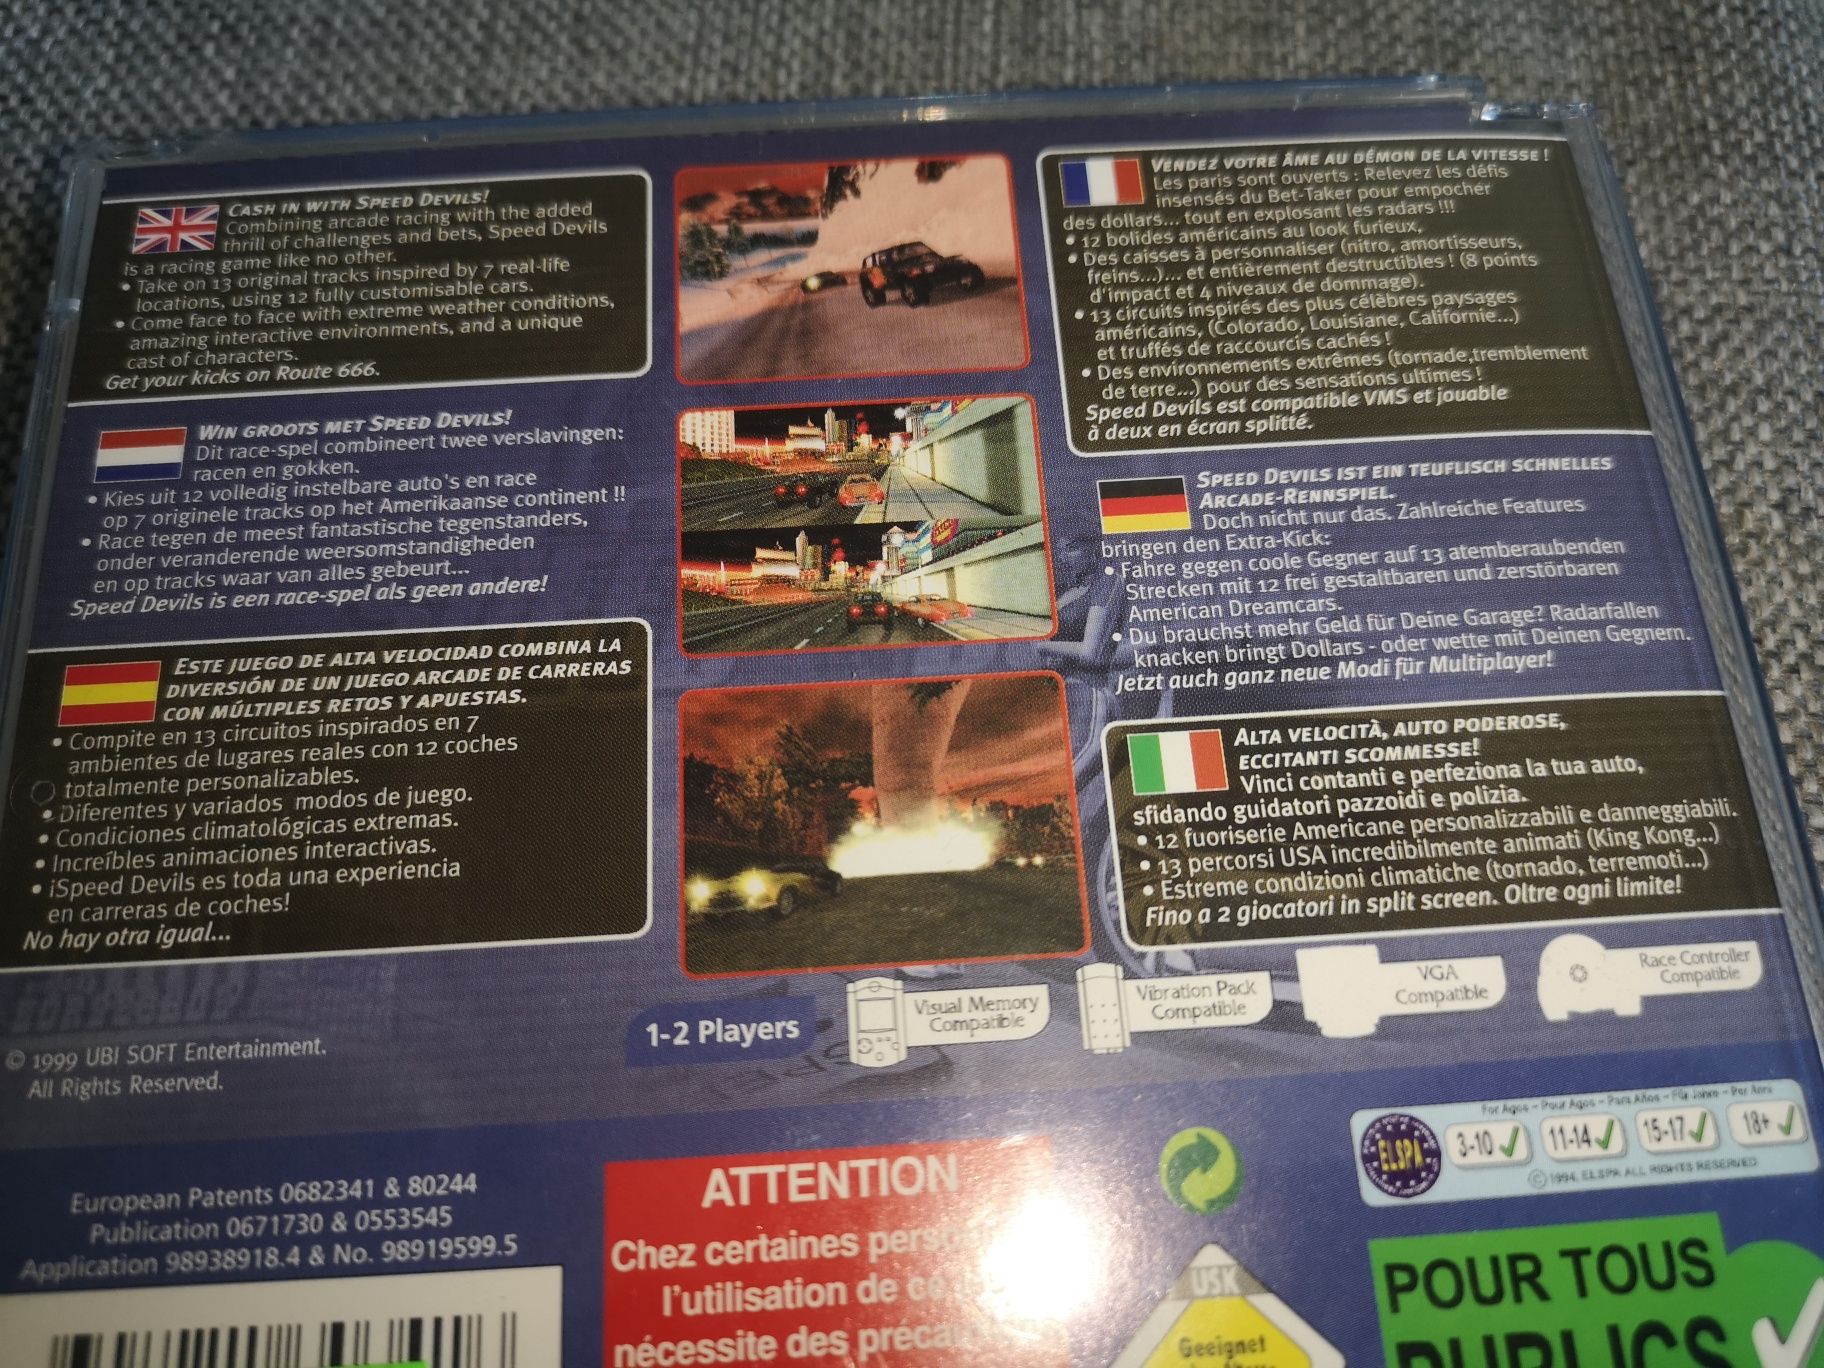 CASH IN WITH SPEED DEVILS!
Combining arcade racing with the added
thrill of challenges and bets, Speed Devils
is a racing game like no other.
• Take on 13 original tracks inspired by 7 real-life
locations, using 12 fully customisable cars.
• Come face to face with extreme weather conditions,
amazing interactive environments, and a unique
cast of characters.
Get your kicks on Route 666.
WIN GROOTS MET SPEED DEVILS!
Dit race-spel combineert twee verslavingen:
racen en gokken.
• Kies uit 12 volledig instelbare auto's en race
op 7 originele tracks op het Amerikaanse continent !!
• Race tegen de meest fantastische tegenstanders,
onder veranderende weersomstandigheden
en op tracks waar van alles gebeurt...
Speed Devils is een race-spel als geen andere!
ESTE JUEGO DE ALTA VELOCIDAD COMBINA LA
DIVERSIÓN DE UN JUEGO ARCADE DE CARRERAS
CON MÚLTIPLES RETOS Y APUESTAS.
• Compite en 13 circuitos inspirados en 7
ambientes de lugares reales con 12 coches
totalmente personalizables.
• Diferentes y variados modos de juego.
• Condiciones climatológicas extremas.
• Increíbles animaciones interactivas.
• ¡Speed Devils es toda una experiencia
en carreras de coches!
No hay otra igual...
VENDEZ VOTRE ÂME AU DÉMON DE LA VITESSE !
Les paris sont ouverts : Relevez les défis
insensés du Bet-Taker pour empocher
des dollars... tout en explosant les radars !!!
• 12 bolides américains au look furieux,
• Des caisses à personnaliser (nitro, amortisseurs,
freins...)... et entièrement destructibles ! (8 points
d'impact et 4 niveaux de dommage).
• 13 circuits inspirés des plus célèbres paysages
américains, (Colorado, Louisiane, Californie...)
et truffés de raccourcis cachés !
• Des environnements extrêmes (tornade,tremblement
de terre...) pour des sensations ultimes !
Speed Devils est compatible VMS et jouable
à deux en écran splitté.
SPEED DEVILS IST EIN TEUFLISCH SCHNELLES
ARCADE-RENNSPIEL.
Doch nicht nur das. Zahlreiche Features
bringen den Extra-Kick:
• Fahre gegen coole Gegner auf 13 atemberaubenden
Strecken mit 12 frei gestaltbaren und zerstörbaren
American Dreamcars.
• Du brauchst mehr Geld für Deine Garage? Radarfallen
knacken bringt Dollars - oder wette mit Deinen Gegnern.
Jetzt auch ganz neue Modi für Multiplayer!
ALTA VELOCITÀ, AUTO PODEROSE,
ECCITANTI SCOMMESSE!
Vinci contanti e perfeziona la tua auto,
sfidando guidatori pazzoidi e polizia.
• 12 fuoriserie Americane personalizzabili e danneggiabili.
• 13 percorsi USA incredibilmente animati (King Kong...)
• Estreme condizioni climatiche (tornado, terremoti...)
Fino a 2 giocatori in split screen. Oltre ogni limite!
1-2 Players
Visual Memory
Compatible
Vibration Pack
Compatible
VGA
Compatible
Race Controller
Compatible
© 1999 UBI SOFT Entertainment.
All Rights Reserved.
European Patents 0682341 & 80244
Publication 0671730 & 0553545
Application 98938918.4 & No. 98919599.5
ATTENTION
Chez certaines
l'utilisation de
nécessite des
USK
Geeignet
For Ages - Pour Ages - Para Años - Für Jahre - Per Anni
ELSPA
3-10 11-14 15-17 18+
© 1994, ELSPA ALL RIGHTS RESERVED
POUR TOUS
PUBLICS